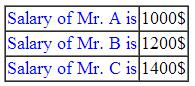 Salary of Mr. A is 1000$
Salary of Mr. B is 1200$
Salary of Mr. C is 1400$